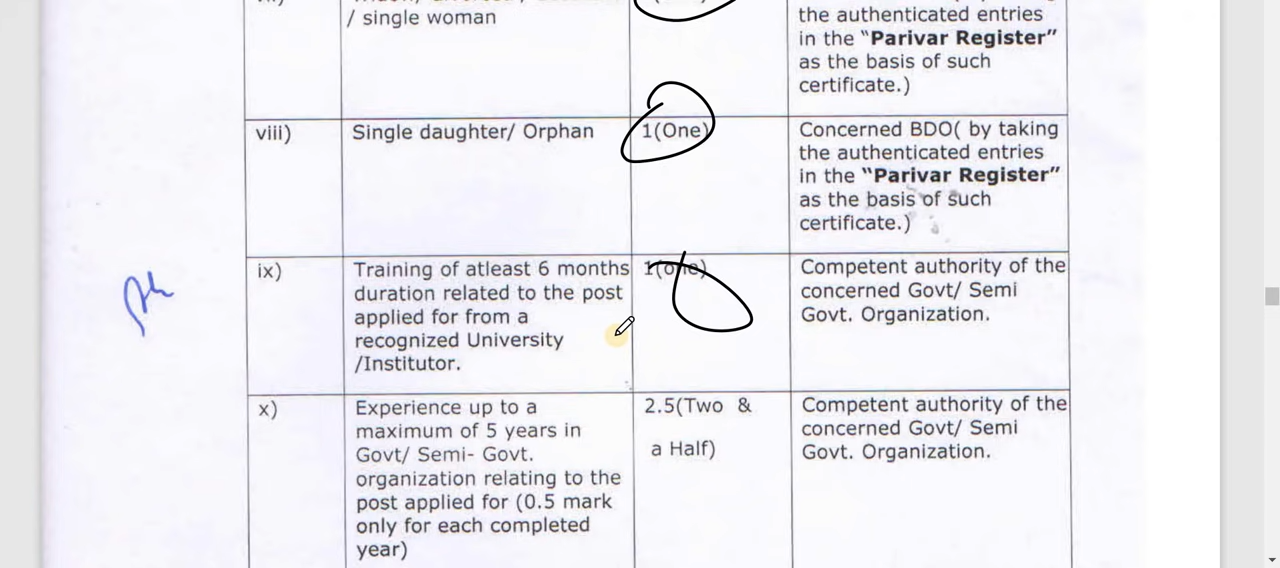 / single woman
the authenticated entries
in the “Parivar Register”
as the basis of such
certificate.)
viii)
Single daughter/ Orphan
1(One)
Concerned BDO( by taking
the authenticated entries
in the “Parivar Register”
as the basis of such
certificate.)
ix)
Training of atleast 6 months
duration related to the post
applied for from a
recognized University
/Institutor.
1(one)
Competent authority of the
concerned Govt/ Semi
Govt. Organization.
x)
Experience up to a
maximum of 5 years in
Govt/ Semi- Govt.
organization relating to the
post applied for (0.5 mark
only for each completed
year)
2.5(Two &
a Half)
Competent authority of the
concerned Govt/ Semi
Govt. Organization.